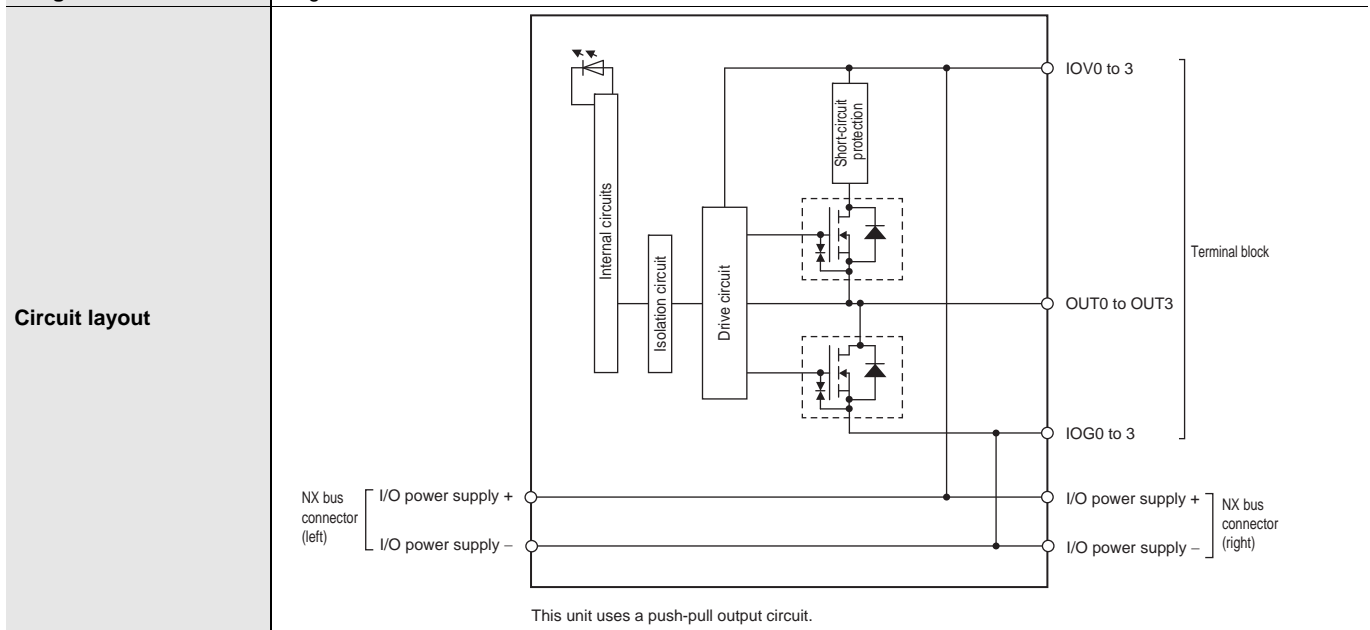 Circuit layout
IOV0 to 3
Short-circuit
protection
Internal circuits
Isolation circuit
Drive circuit
Terminal block
OUT0 to OUT3
IOG0 to 3
NX bus
connector
(left)
I/O power supply +
I/O power supply −
I/O power supply +
I/O power supply −
NX bus
connector
(right)
This unit uses a push-pull output circuit.